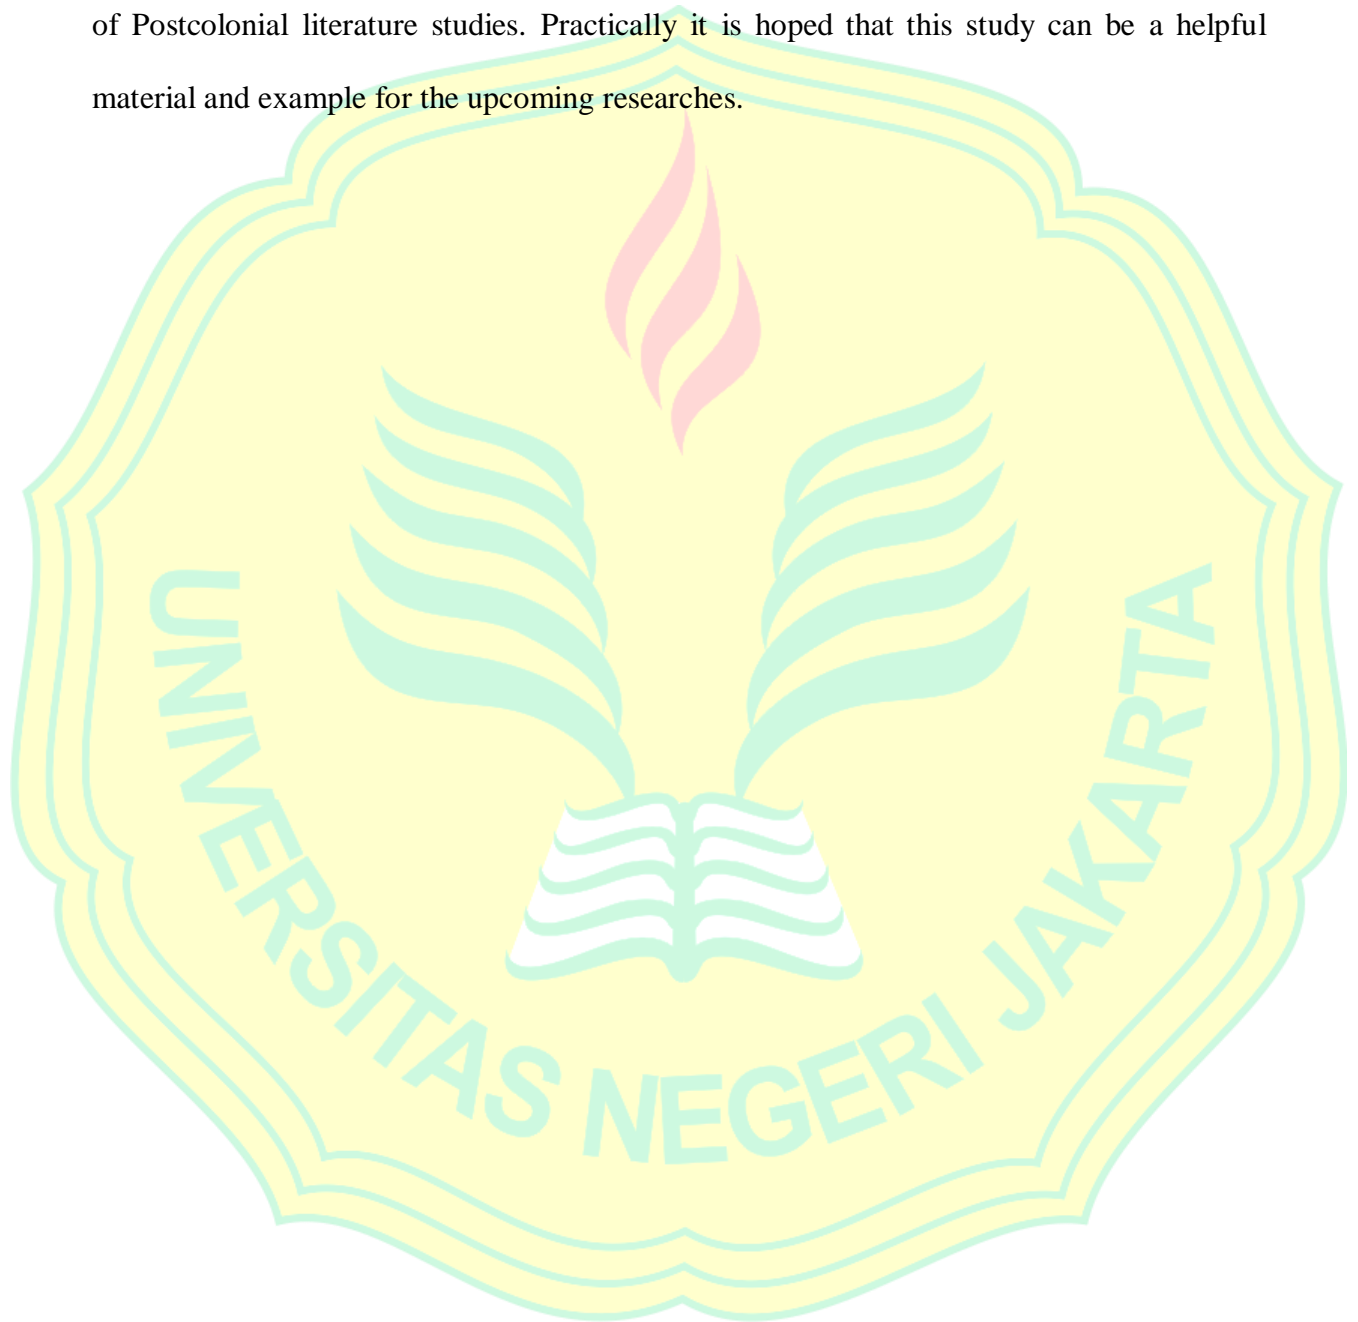 of Postcolonial literature studies. Practically it is hoped that this study can be a helpful
material and example for the upcoming researches.
UNIVERSITAS NEGERI JAKARTA